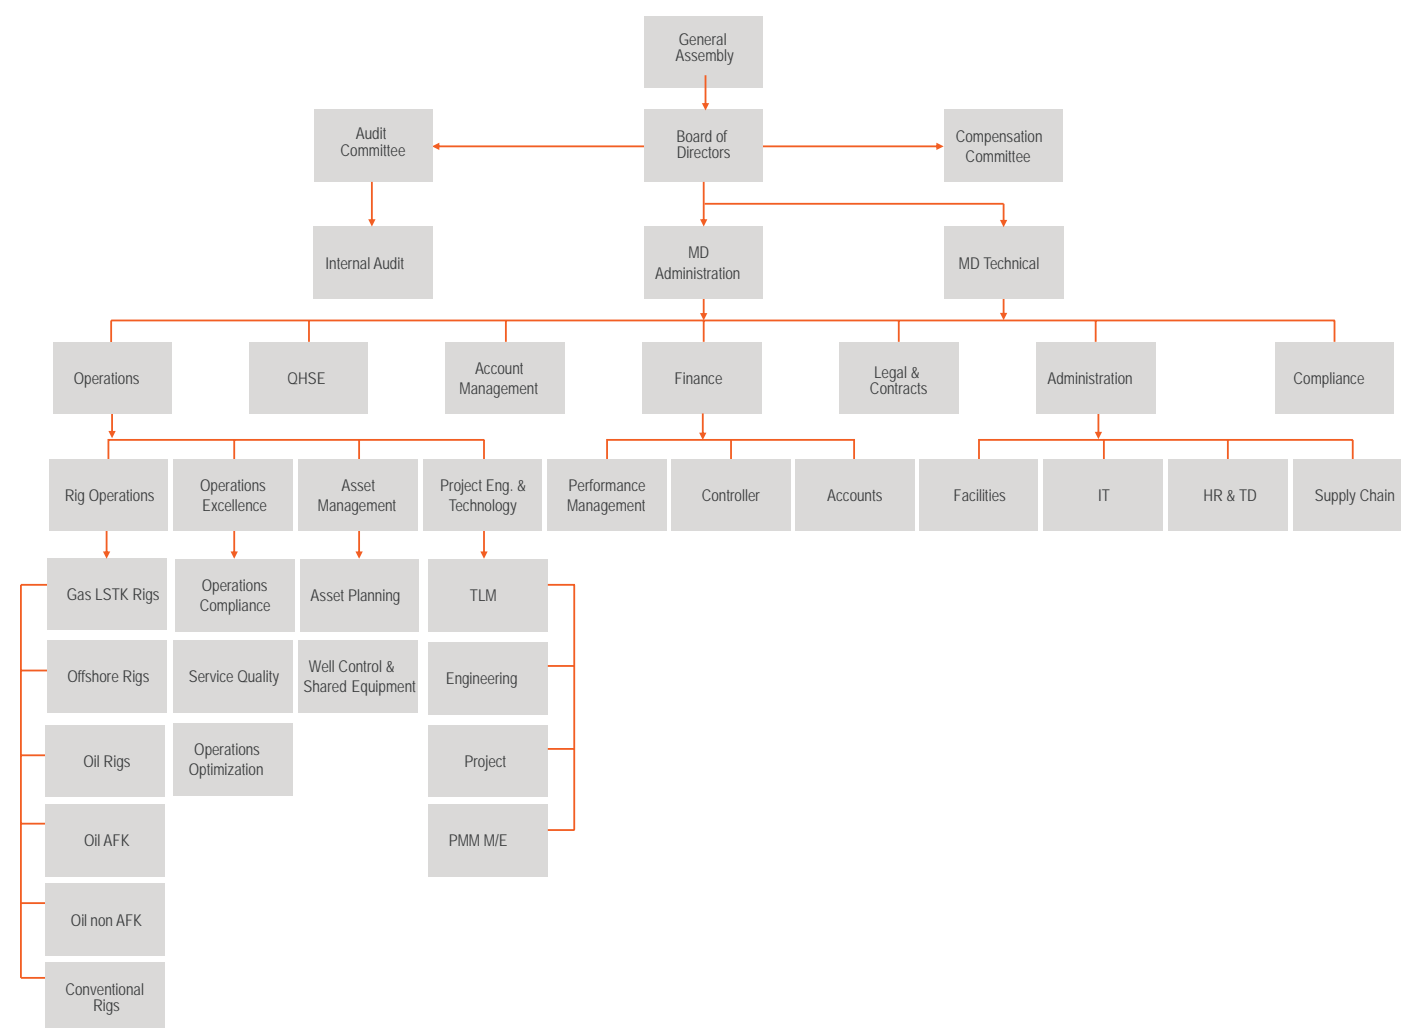 General
Assembly
Audit
Committee
Board of
Directors
Compensation
Committee
Internal Audit
MD
Administration
MD Technical
Operations
QHSE
Account
Management
Finance
Legal &
Contracts
Administration
Compliance
Rig Operations
Operations
Excellence
Asset
Management
Project Eng. &
Technology
Performance
Management
Controller
Accounts
Facilities
IT
HR & TD
Supply Chain
Gas LSTK Rigs
Operations
Compliance
Asset Planning
TLM
Offshore Rigs
Service Quality
Well Control &
Shared Equipment
Engineering
Oil Rigs
Operations
Optimization
Project
Oil AFK
PMM M/E
Oil non AFK
Conventional
Rigs